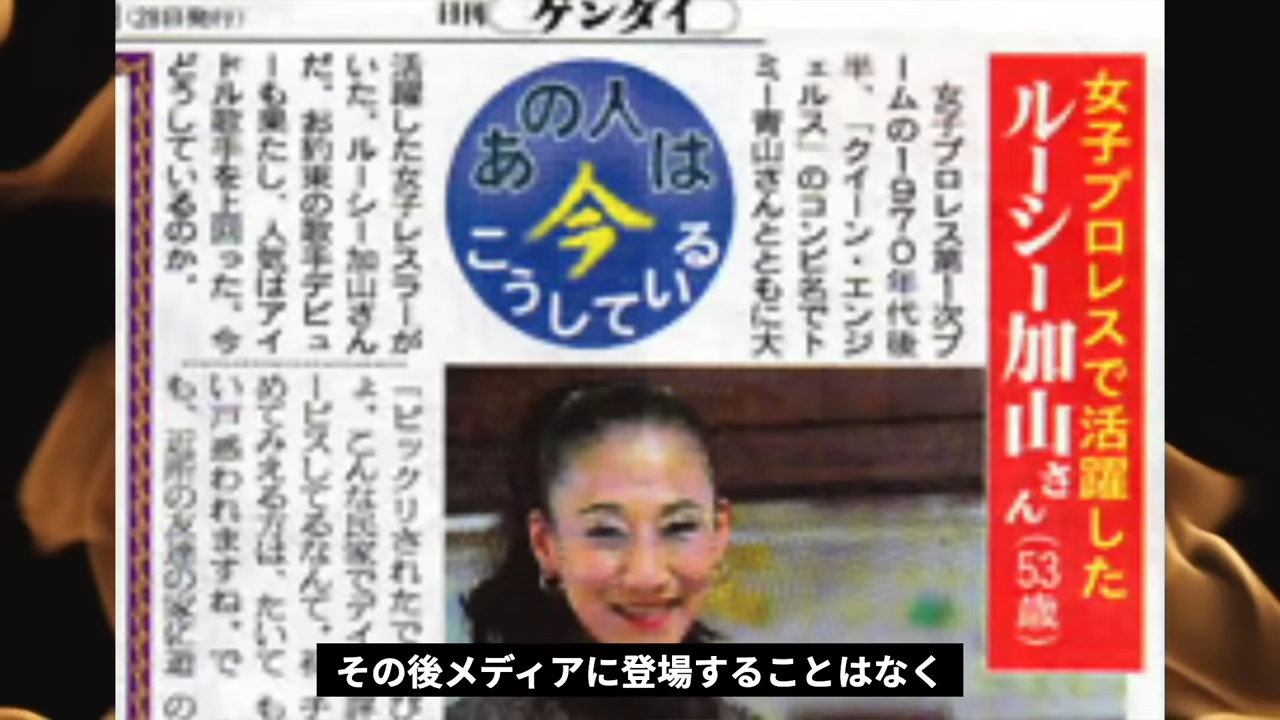 （29日発行）
日刊 ゲンダイ
女子プロレスで活躍した
ルーシー加山さん（53歳）
女子プロレス第1次ブ
ームの1970年代後
半、「クイーン・エンジ
ェルス」のコンビ名でト
ミー青山さんとともに大
あの人は
今
こうしている
活躍した女子レスラーが
いた。ルーシー加山さん
だ。お約束の歌手デビュ
ーも果たし、人気はアイ
ドル歌手を上回った。今
どうしているのか。
「ビックリされたで
ょ。こんな民家でデイ
ービスしてるなんて。
めてみえる方は、たいて
い戸惑われますね。で
も、近所のお友達の家に遊
その後メディアに登場することはなく